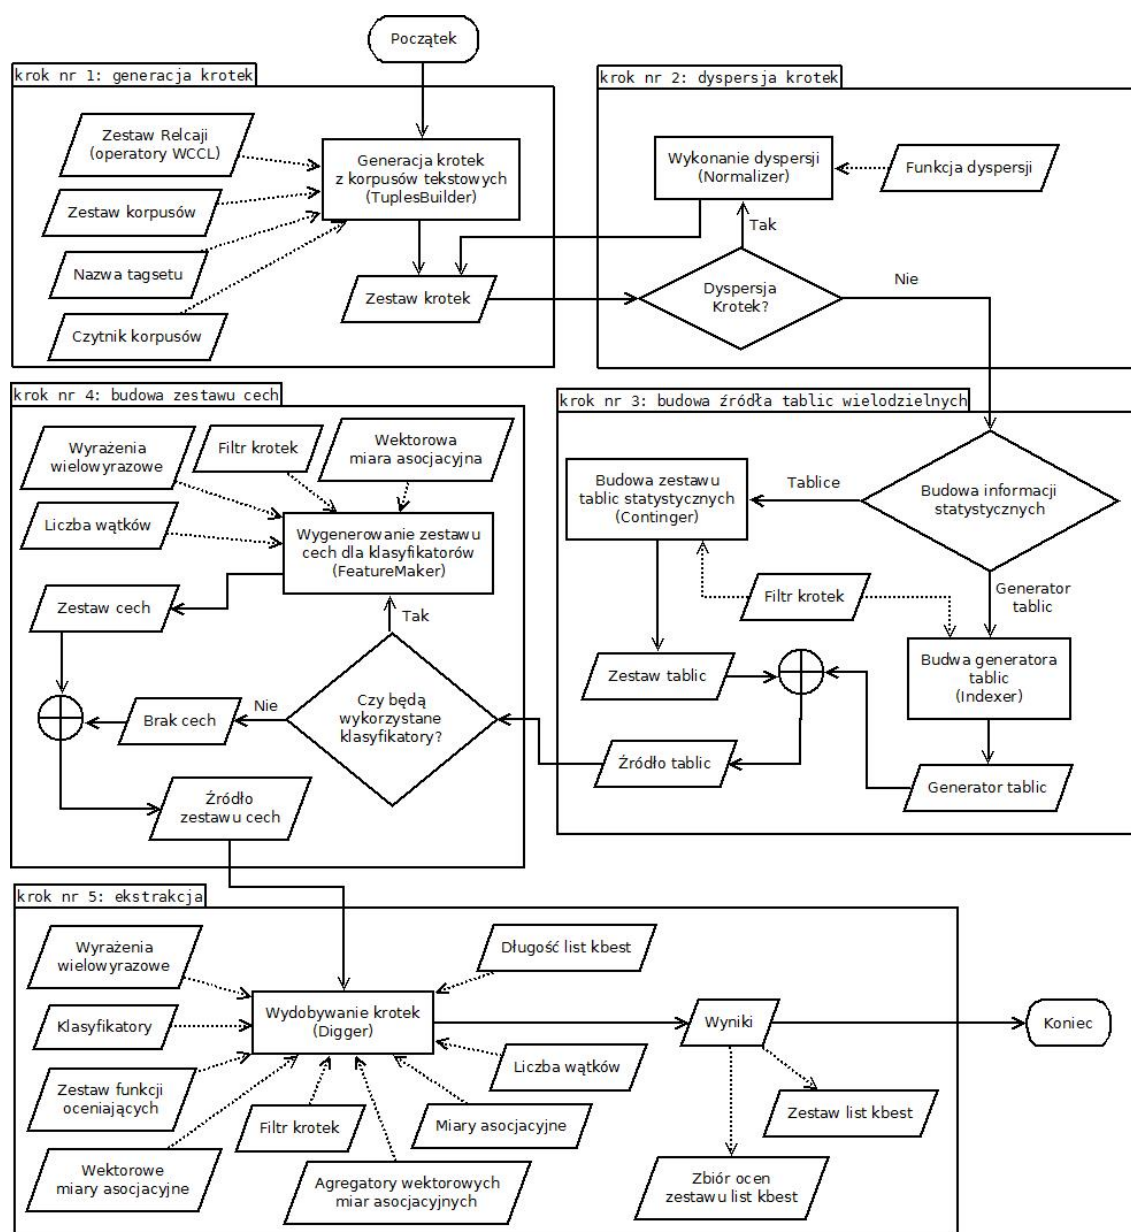 Początek
krok nr 1: generacja krotek
Zestaw Relcaji
(operatory WCCL)
Generacja krotek
z korpusów tekstowych
(TuplesBuilder)
Zestaw korpusów
Nazwa tagsetu
Zestaw krotek
Czytnik korpusów
krok nr 2: dyspersja krotek
Wykonanie dyspersji
(Normalizer)
Funkcja dyspersji
Tak
Dyspersja
Krotek?
Nie
krok nr 3: budowa źródła tablic wielodzielnych
Budowa zestawu
tablic statystycznych
(Continger)
Tablice
Budowa informacji
statystycznych
Filtr krotek
Generator
tablic
Zestaw tablic
Budwa generatora
tablic
(Indexer)
Źródło tablic
Generator tablic
krok nr 4: budowa zestawu cech
Wyrażenia
wielowyrazowe
Filtr krotek
Wektorowa
miara asocjacyjna
Liczba wątków
Wygenerowanie zestawu
cech dla klasyfikatorów
(FeatureMaker)
Zestaw cech
Tak
Brak cech
Nie
Czy będą
wykorzystane
klasyfikatory?
Źródło
zestawu cech
krok nr 5: ekstrakcja
Wyrażenia
wielowyrazowe
Długość list kbest
Klasyfikatory
Wydobywanie krotek
(Digger)
Wyniki
Koniec
Zestaw funkcji
oceniających
Liczba wątków
Filtr krotek
Miary asocjacyjne
Zestaw list kbest
Wektorowe
miary asocjacyjne
Agregatory wektorowych
miar asocjacyjnych
Zbiór ocen
zestawu list kbest